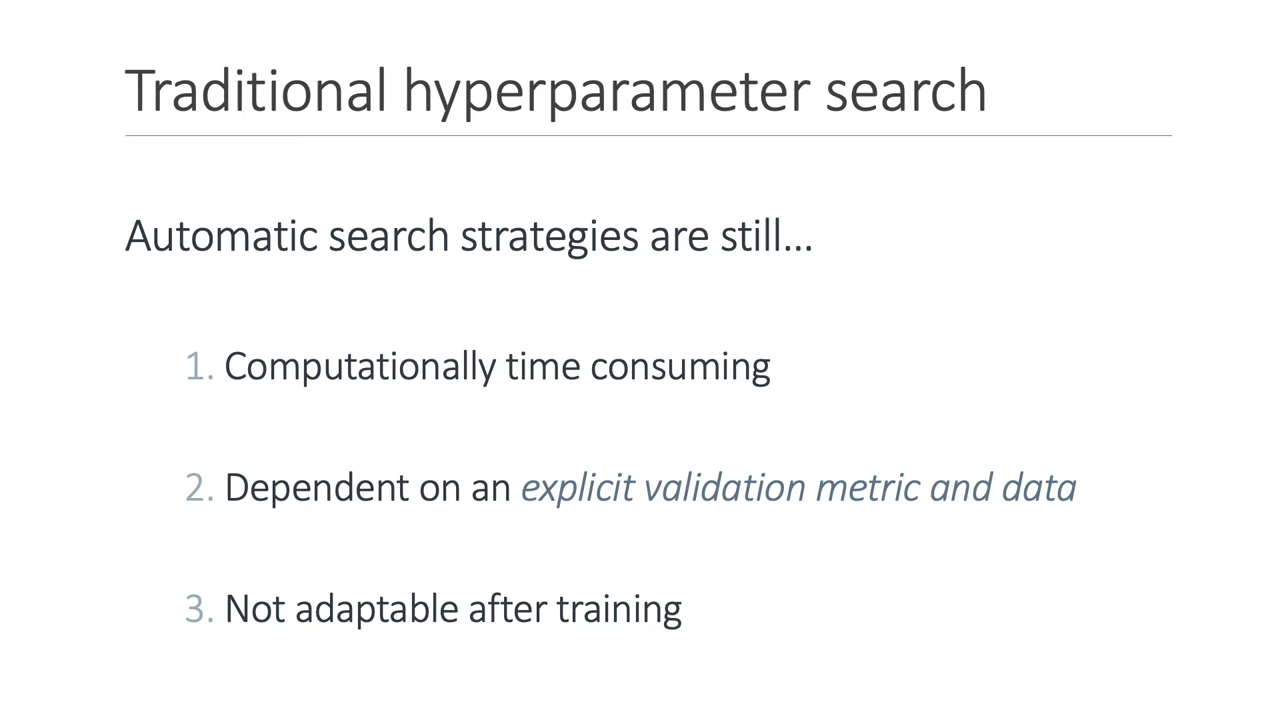 Traditional hyperparameter search
Automatic search strategies are still...
1. Computationally time consuming
2. Dependent on an explicit validation metric and data
3. Not adaptable after training